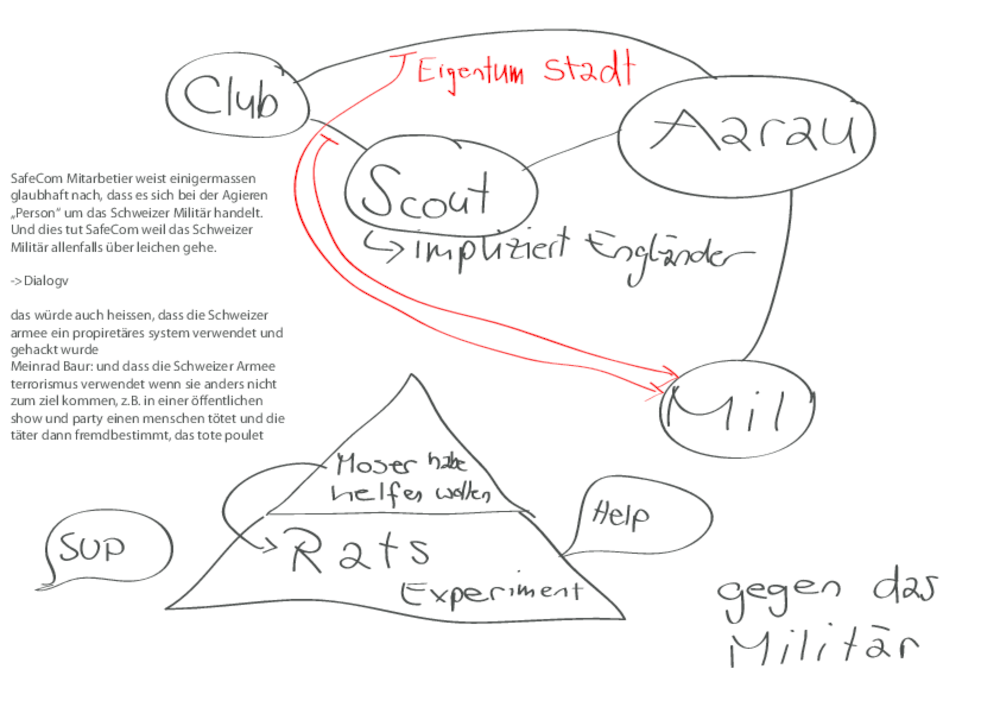 Eigentum Stadt
Club
Aarau
Scout
impliziert Engländer
SafeCom Mitarbetier weist einigermassen
glaubhaft nach, dass es sich bei der Agieren
„Person“ um das Schweizer Militär handelt.
Und dies tut SafeCom weil das Schweizer
Militär allenfalls über leichen gehe.
->Dialogv
das würde auch heissen, dass die Schweizer
armee ein propiretäres system verwendet und
gehackt wurde
Meinrad Baur: und dass die Schweizer Armee
terrorismus verwendet wenn sie anders nicht
zum ziel kommen, z.B. in einer öffentlichen
show und party einen menschen tötet und die
täter dann fremdbestimmt, das tote poulet
Mil
Moser habe
helfen wollen
Help
Sup
Rats
Experiment
gegen das
Militär